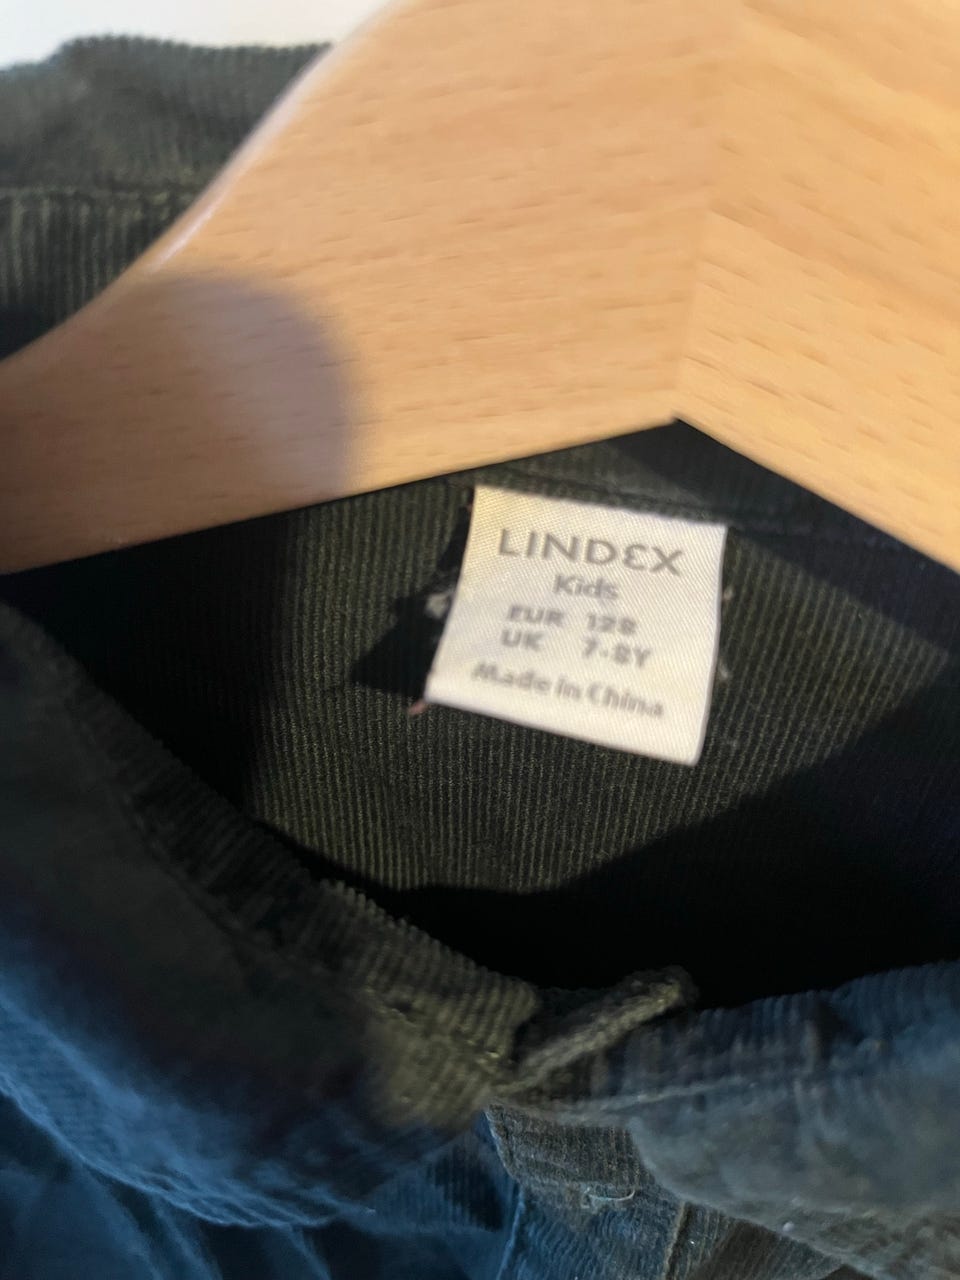 LINDEX
Kids
EUR 128
UK 7-8Y
Made in China